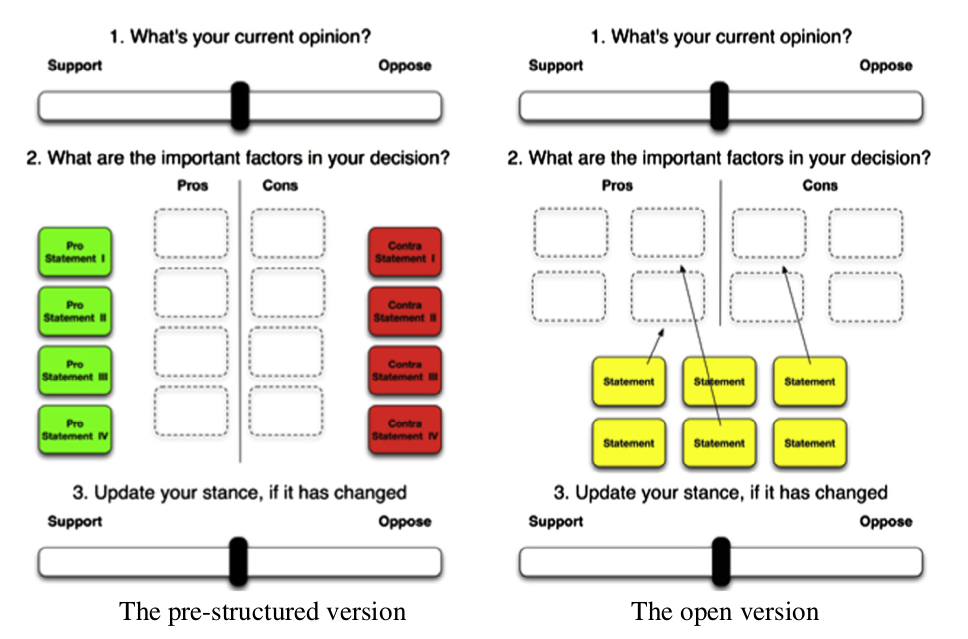 1. What's your current opinion?
Support Oppose
2. What are the important factors in your decision?
Pros Cons
Pro
Statement I
Pro
Statement II
Pro
Statement III
Pro
Statement IV
Contra
Statement I
Contra
Statement II
Contra
Statement III
Contra
Statement IV
3. Update your stance, if it has changed
Support Oppose
The pre-structured version
1. What's your current opinion?
Support Oppose
2. What are the important factors in your decision?
Pros Cons
Statement Statement Statement
Statement Statement Statement
3. Update your stance, if it has changed
Support Oppose
The open version